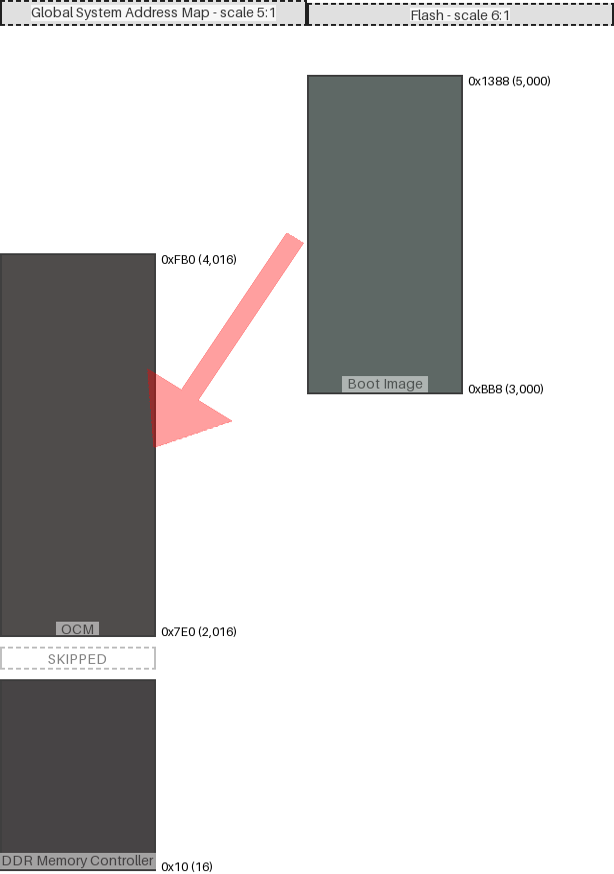 Global System Address Map - scale 5:1
Flash - scale 6:1
0x1388 (5,000)
0xFB0 (4,016)
Boot Image
0xBB8 (3,000)
OCM
0x7E0 (2,016)
SKIPPED
DDR Memory Controller
0x10 (16)